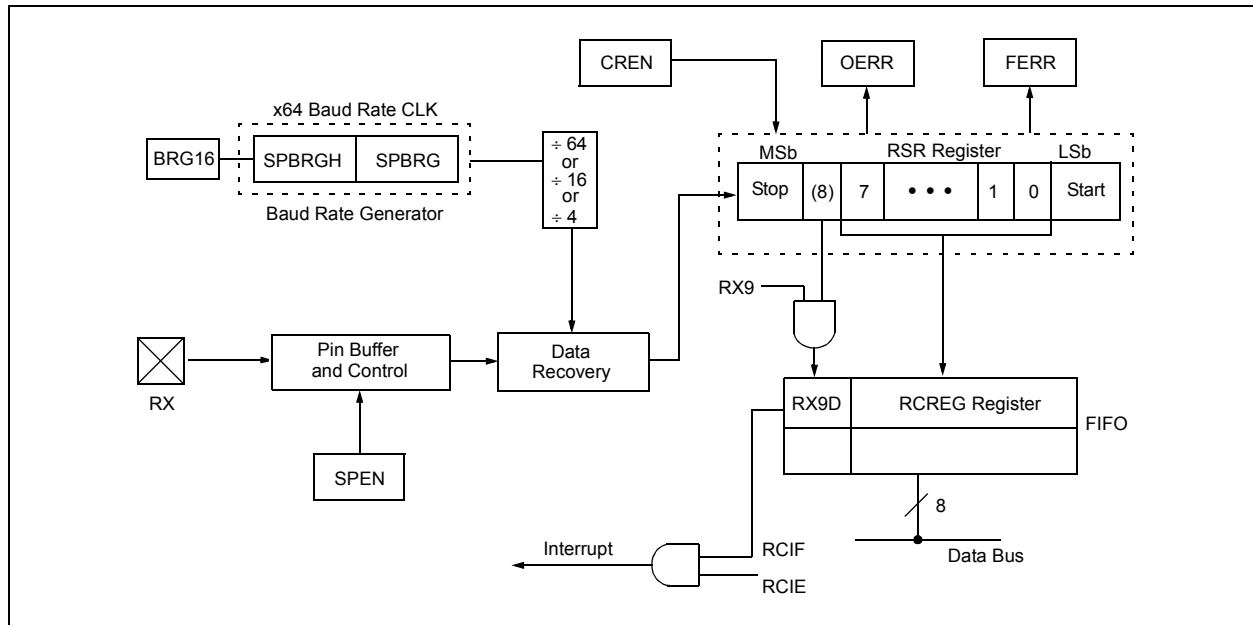 CREN
OERR
FERR
x64 Baud Rate CLK
BRG16
SPBRGH
SPBRG
Baud Rate Generator
÷ 64
or
÷ 16
or
÷ 4
MSb
RSR Register
LSb
Stop
(8)
7
• • •
1
0
Start
RX9
RX
Pin Buffer
and Control
Data
Recovery
SPEN
RX9D
RCREG Register
FIFO
8
Data Bus
Interrupt
RCIF
RCIE